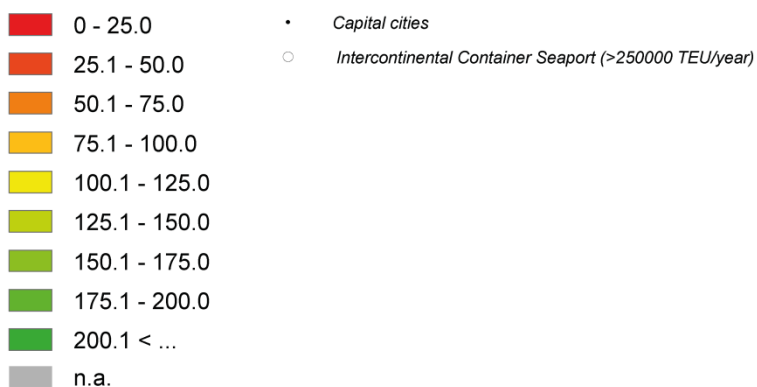 0 - 25.0
25.1 - 50.0
50.1 - 75.0
75.1 - 100.0
100.1 - 125.0
125.1 - 150.0
150.1 - 175.0
175.1 - 200.0
200.1 < ...
n.a.
Capital cities
Intercontinental Container Seaport (>250000 TEU/year)